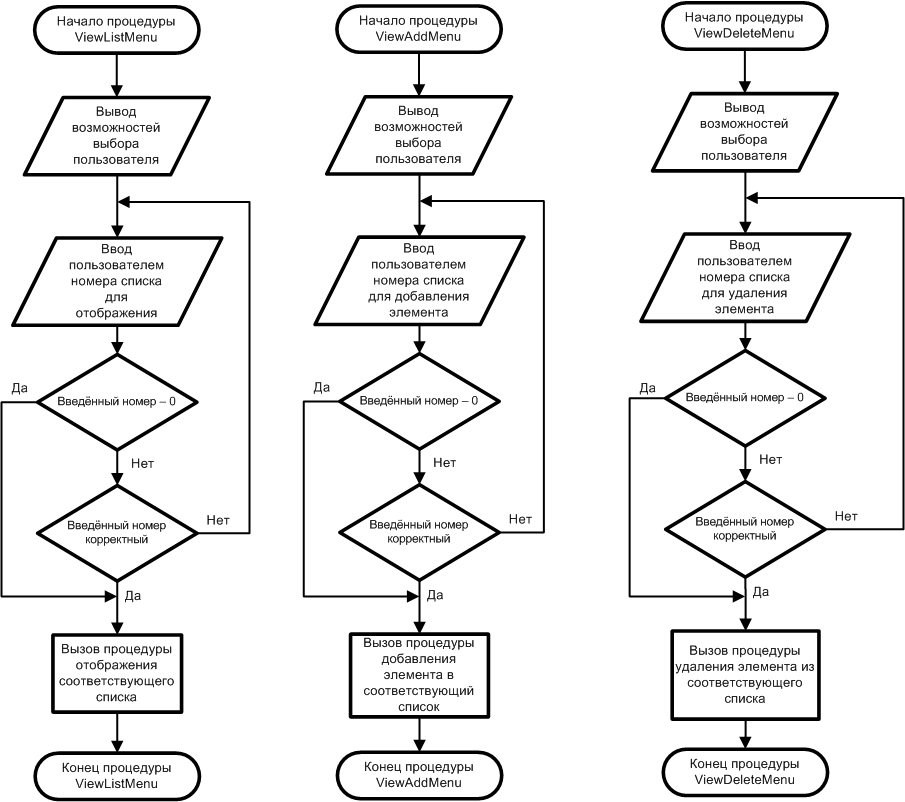 Начало процедуры
ViewListMenu
Вывод
возможностей
выбора
пользователя
Ввод
пользователем
номера списка
для
отображения
Да
Введённый номер – 0
Нет
Введённый номер
корректный
Нет
Да
Вызов процедуры
отображения
соответствующего
списка
Конец процедуры
ViewListMenu
Начало процедуры
ViewAddMenu
Вывод
возможностей
выбора
пользователя
Ввод
пользователем
номера списка
для добавления
элемента
Да
Введённый номер – 0
Нет
Введённый номер
корректный
Нет
Да
Вызов процедуры
добавления
элемента в
соответствующий
список
Конец процедуры
ViewAddMenu
Начало процедуры
ViewDeleteMenu
Вывод
возможностей
выбора
пользователя
Ввод
пользователем
номера списка
для удаления
элемента
Да
Введённый номер – 0
Нет
Введённый номер
корректный
Нет
Да
Вызов процедуры
удаления элемента из
соответствующего
списка
Конец процедуры
ViewDeleteMenu